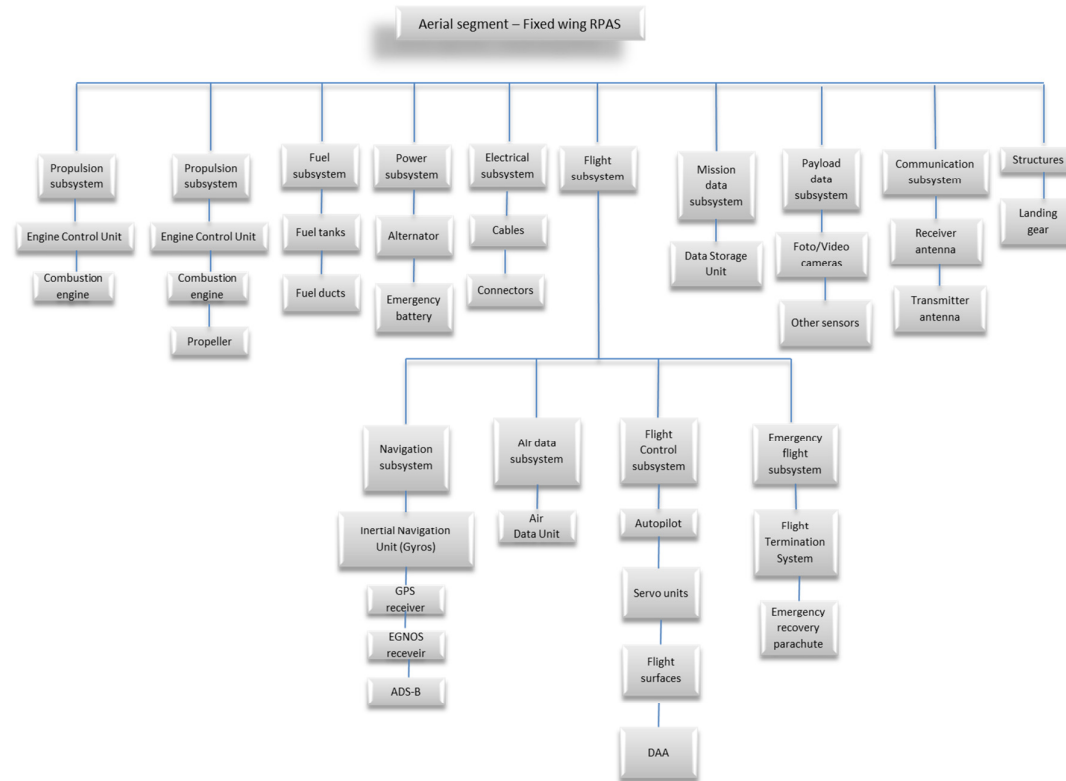 Aerial segment – Fixed wing RPAS
Propulsion
subsystem
Engine Control Unit
Combustion
engine
Propulsion
subsystem
Engine Control Unit
Combustion
engine
Propeller
Fuel
subsystem
Fuel tanks
Fuel ducts
Power
subsystem
Alternator
Emergency
battery
Electrical
subsystem
Cables
Connectors
Flight
subsystem
Mission
data
subsystem
Data Storage
Unit
Payload
data
subsystem
Foto/Video
cameras
Other sensors
Communication
subsystem
Receiver
antenna
Transmitter
antenna
Structures
Landing
gear
Navigation
subsystem
Inertial Navigation
Unit (Gyros)
GPS
receiver
EGNOS
receveir
ADS-B
AIr data
subsystem
Air
Data Unit
Flight
Control
subsystem
Autopilot
Servo units
Flight
surfaces
DAA
Emergency
flight
subsystem
Flight
Termination
System
Emergency
recovery
parachute